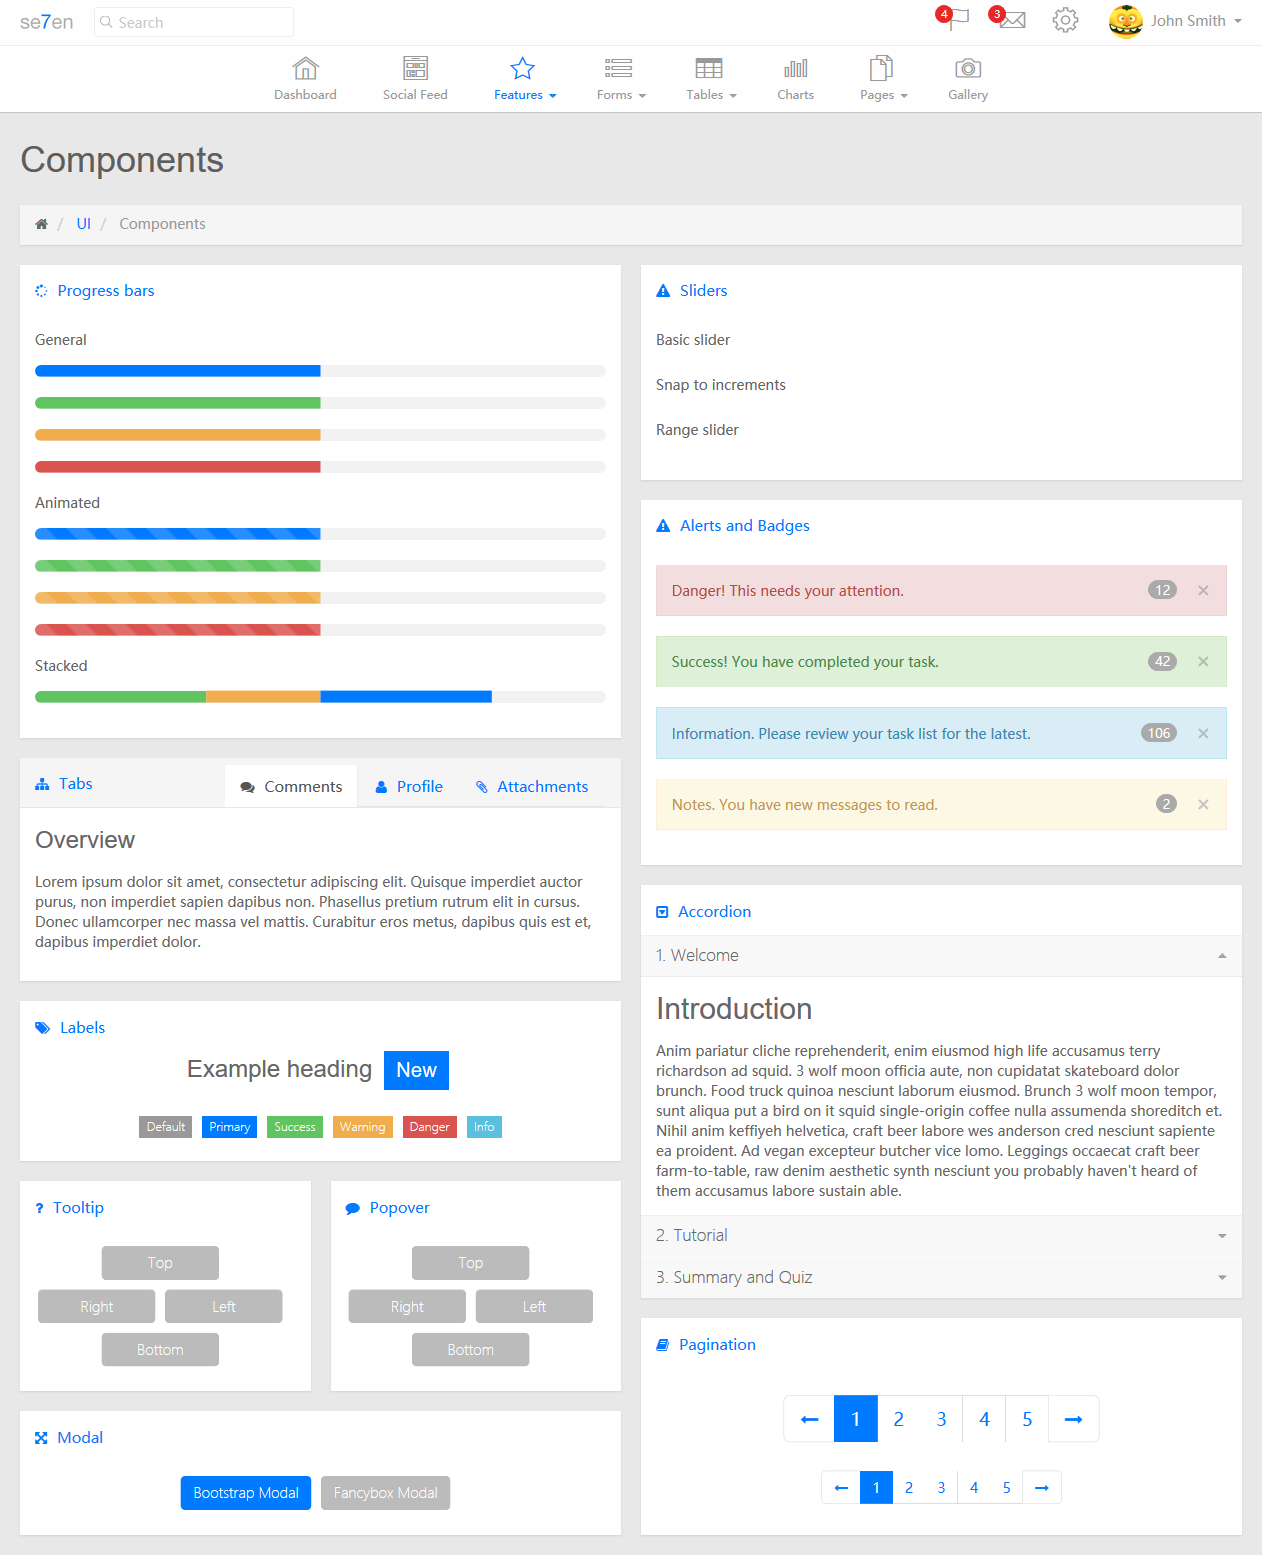 se7en
Search
4
3
John Smith
Dashboard
Social Feed
Features
Forms
Tables
Charts
Pages
Gallery
Components
/ UI / Components
Progress bars
General
Animated
Stacked
Tabs
Comments
Profile
Attachments
Overview
Lorem ipsum dolor sit amet, consectetur adipiscing elit. Quisque imperdiet auctor
purus, non imperdiet sapien dapibus non. Phasellus pretium rutrum elit in cursus.
Donec ullamcorper nec massa vel mattis. Curabitur eros metus, dapibus quis est et,
dapibus imperdiet dolor.
Labels
Example heading New
Default Primary Success Warning Danger Info
Tooltip
Top
Right Left
Bottom
Popover
Top
Right Left
Bottom
Modal
Bootstrap Modal Fancybox Modal
Sliders
Basic slider
Snap to increments
Range slider
Alerts and Badges
Danger! This needs your attention. 12 ×
Success! You have completed your task. 42 ×
Information. Please review your task list for the latest. 106 ×
Notes. You have new messages to read. 2 ×
Accordion
1. Welcome
Introduction
Anim pariatur cliche reprehenderit, enim eiusmod high life accusamus terry
richardson ad squid. 3 wolf moon officia aute, non cupidatat skateboard dolor
brunch. Food truck quinoa nesciunt laborum eiusmod. Brunch 3 wolf moon tempor,
sunt aliqua put a bird on it squid single-origin coffee nulla assumenda shoreditch et.
Nihil anim keffiyeh helvetica, craft beer labore wes anderson cred nesciunt sapiente
ea proident. Ad vegan excepteur butcher vice lomo. Leggings occaecat craft beer
farm-to-table, raw denim aesthetic synth nesciunt you probably haven't heard of
them accusamus labore sustain able.
2. Tutorial
3. Summary and Quiz
Pagination
← 1 2 3 4 5 →
← 1 2 3 4 5 →